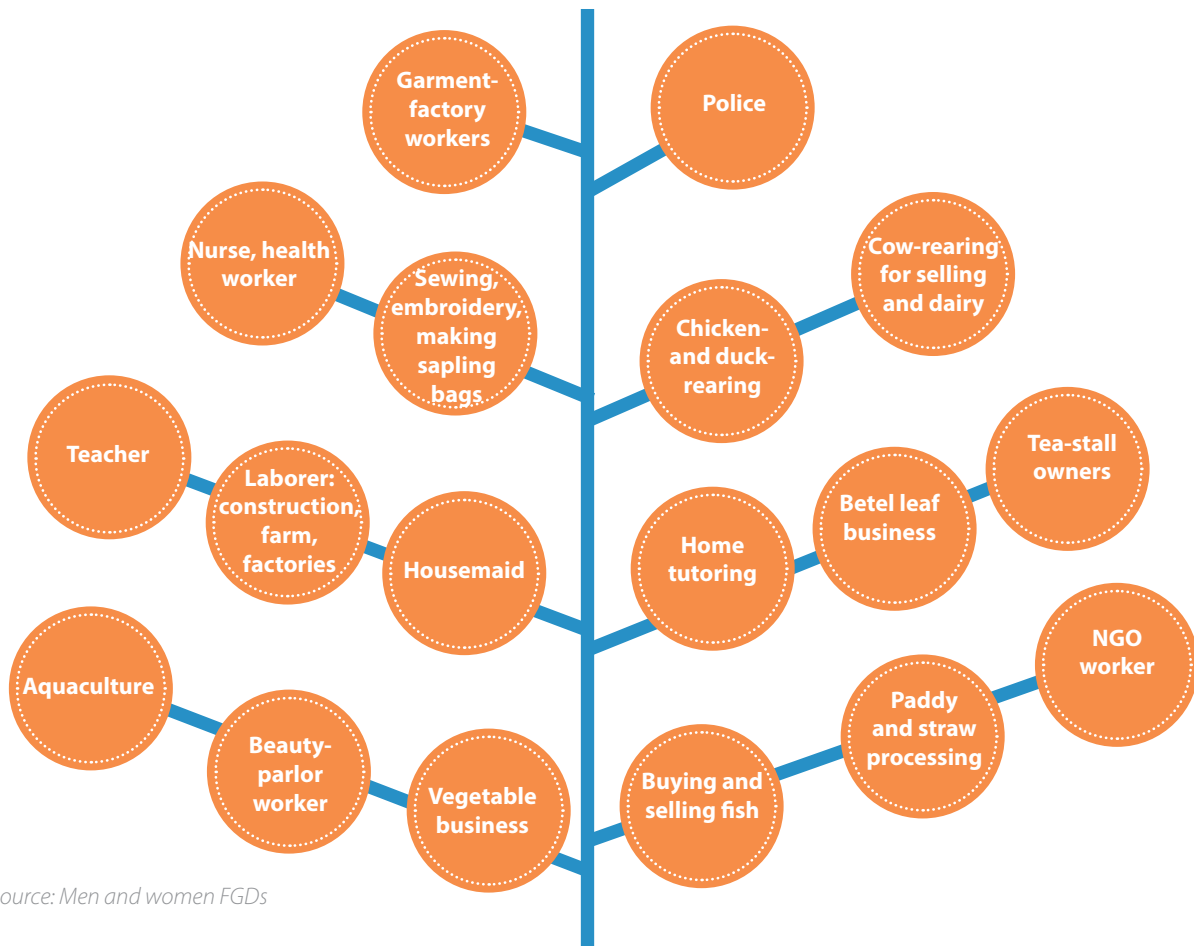 Garment-
factory
workers
Police
Nurse, health
worker
Sewing,
embroidery,
making
sapling
bags
Chicken-
and duck-
rearing
Cow-rearing
for selling
and dairy
Teacher
Laborer:
construction,
farm,
factories
Housemaid
Home
tutoring
Betel leaf
business
Tea-stall
owners
Aquaculture
Beauty-
parlor
worker
Vegetable
business
Buying and
selling fish
Paddy
and straw
processing
NGO
worker
ource: Men and women FGDs